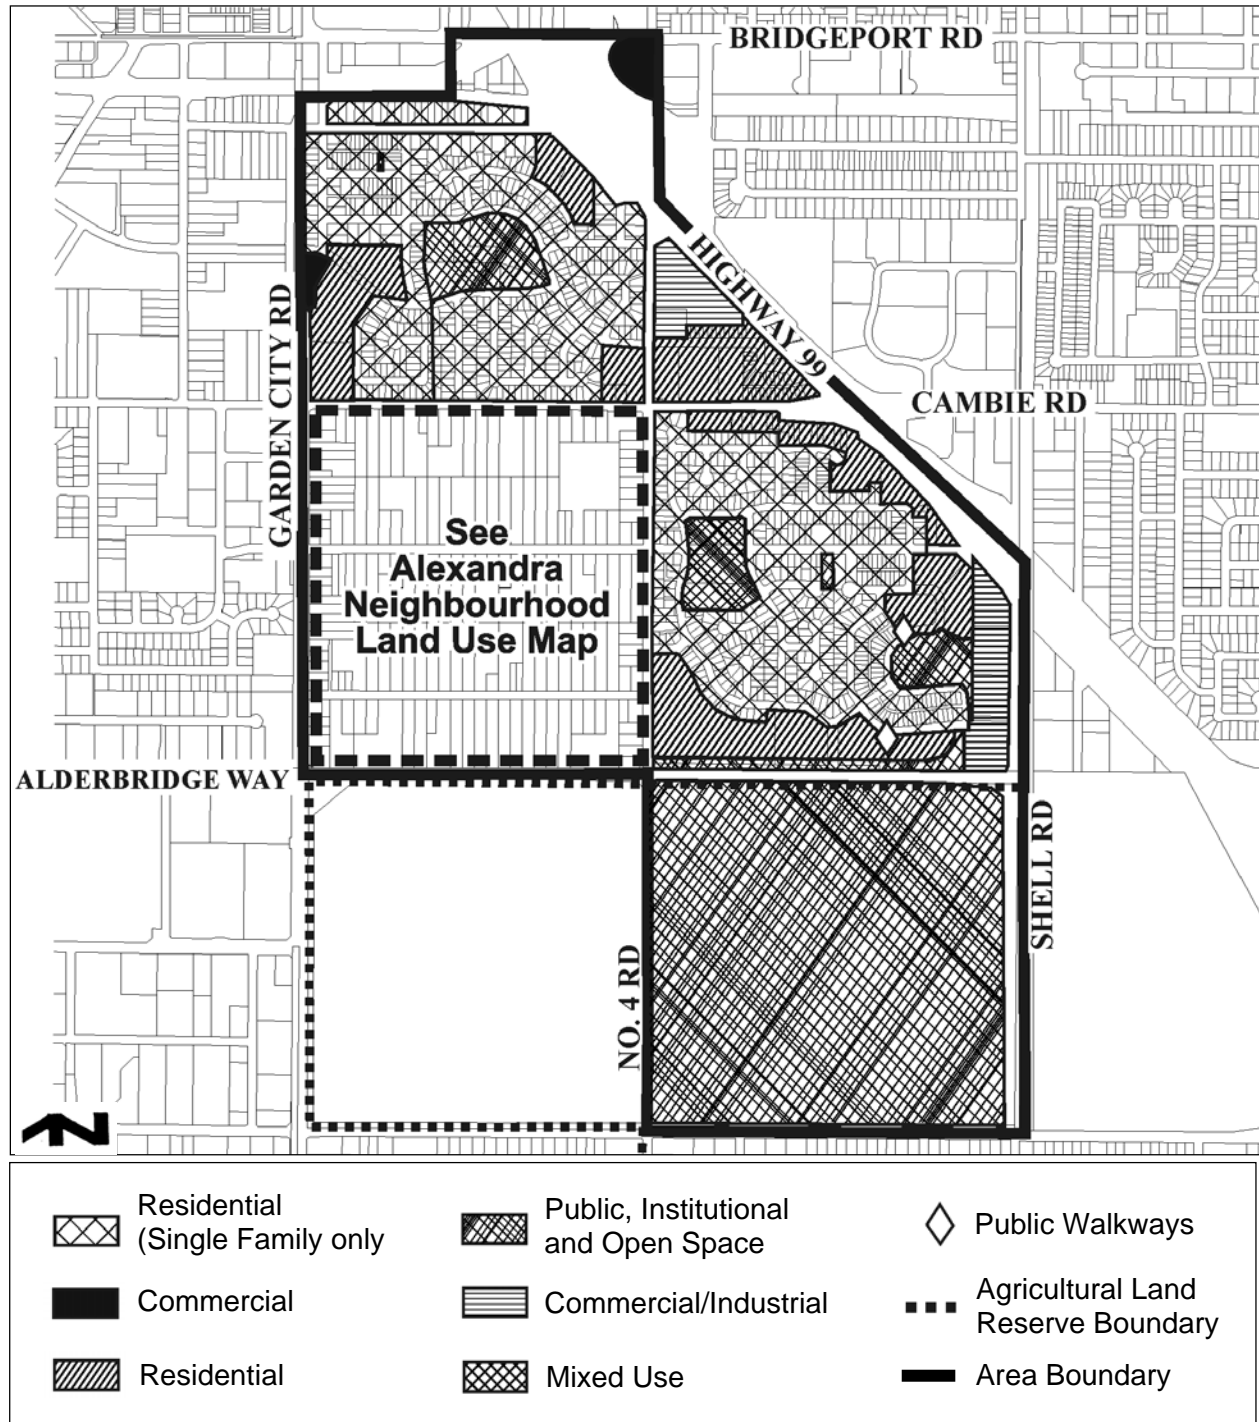 BRIDGEPORT RD
HIGHWAY 99
GARDEN CITY RD
CAMBIE RD
See
Alexandra
Neighbourhood
Land Use Map
ALDERBRIDGE WAY
SHELL RD
NO. 4 RD
N
Residential
(Single Family only
Public, Institutional
and Open Space
Public Walkways
Commercial
Commercial/Industrial
Agricultural Land
Reserve Boundary
Residential
Mixed Use
Area Boundary